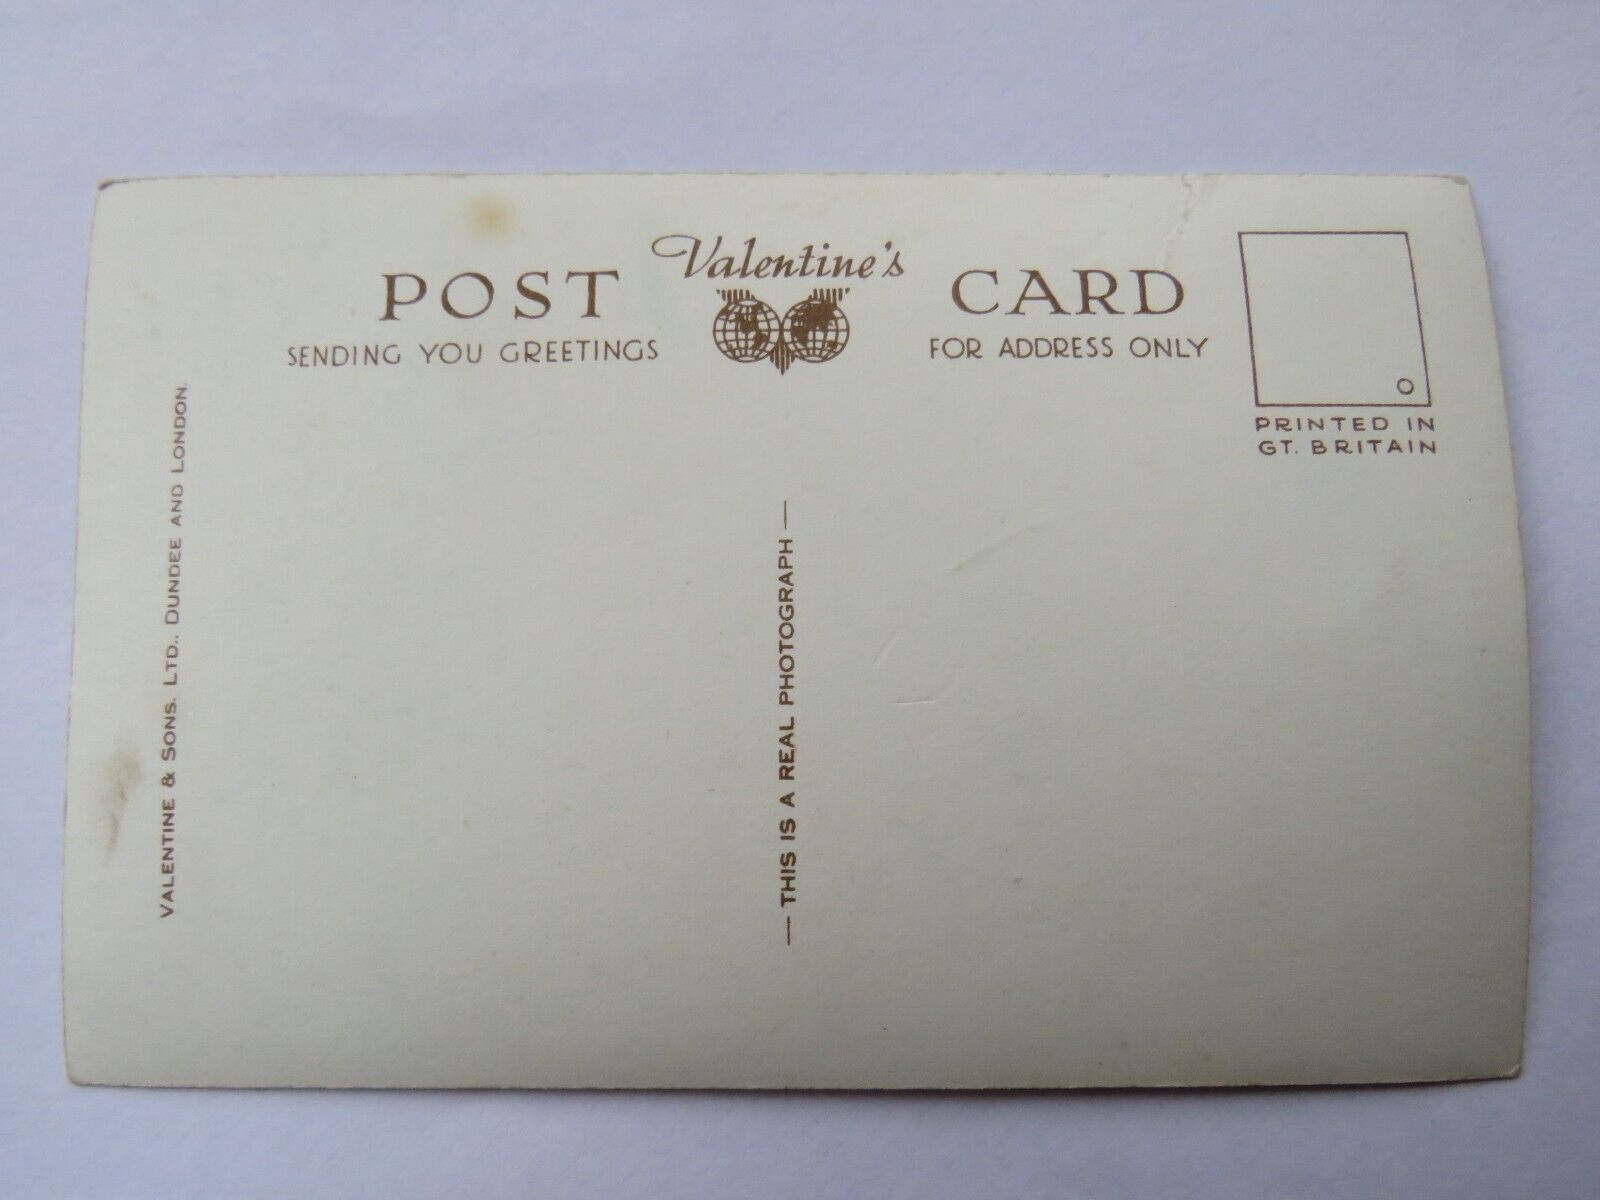 Valentine's
POST CARD
SENDING YOU GREETINGS
FOR ADDRESS ONLY
O
PRINTED IN
GT. BRITAIN
VALENTINE & SONS. LTD., DUNDEE AND LONDON.
— THIS IS A REAL PHOTOGRAPH —